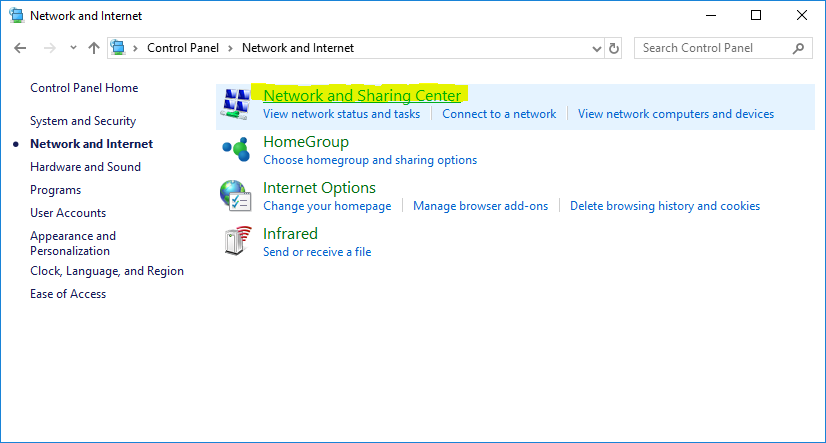 Network and Internet
Control Panel
Network and Internet
Search Control Panel
Control Panel Home
System and Security
Network and Internet
Hardware and Sound
Programs
User Accounts
Appearance and
Personalization
Clock, Language, and Region
Ease of Access
Network and Sharing Center
View network status and tasks
Connect to a network
View network computers and devices
HomeGroup
Choose homegroup and sharing options
Internet Options
Change your homepage
Manage browser add-ons
Delete browsing history and cookies
Infrared
Send or receive a file